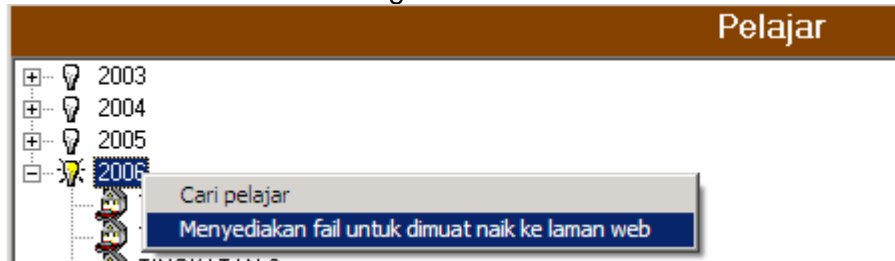 Pelajar
2003
2004
2005
2006
Cari pelajar
Menyediakan fail untuk dimuat naik ke laman web